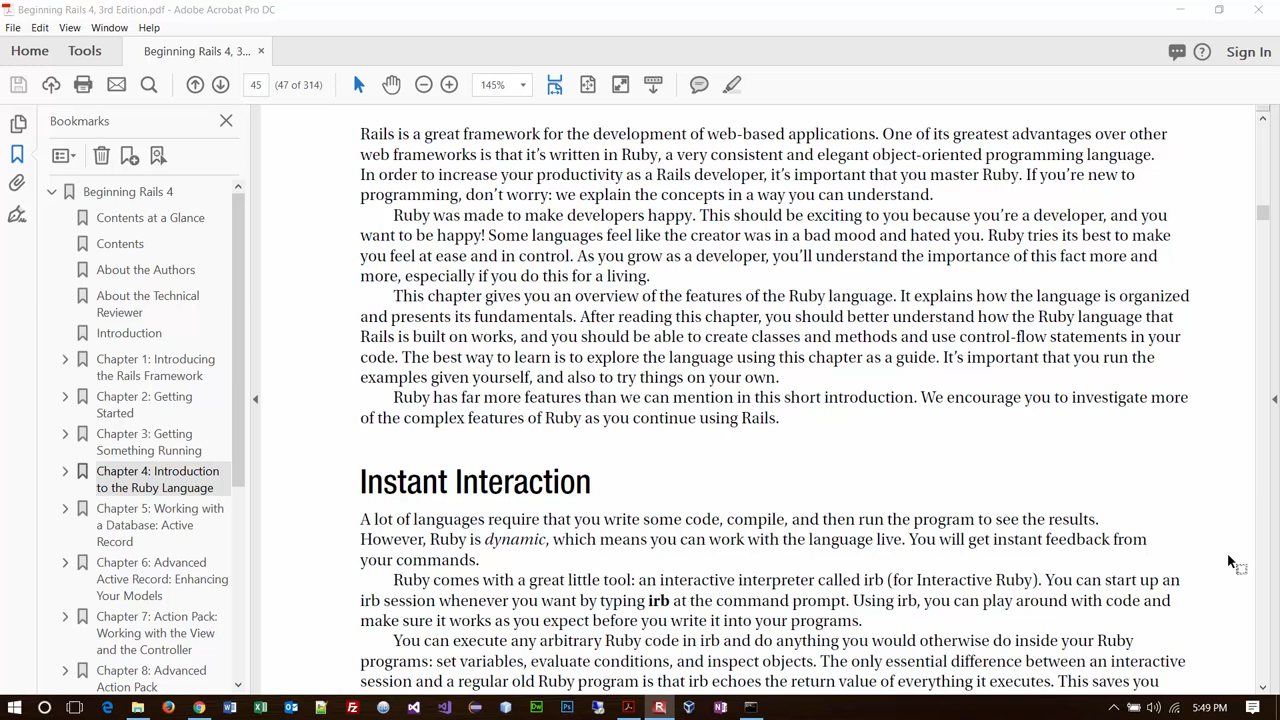 Beginning Rails 4, 3rd Edition.pdf - Adobe Acrobat Pro DC
File Edit View Window Help
Home Tools Beginning Rails 4, 3... × Sign In
45 (47 of 314) 145%
Bookmarks
Beginning Rails 4
Contents at a Glance
Contents
About the Authors
About the Technical
Reviewer
Introduction
Chapter 1: Introducing
the Rails Framework
Chapter 2: Getting
Started
Chapter 3: Getting
Something Running
Chapter 4: Introduction
to the Ruby Language
Chapter 5: Working with
a Database: Active
Record
Chapter 6: Advanced
Active Record: Enhancing
Your Models
Chapter 7: Action Pack:
Working with the View
and the Controller
Chapter 8: Advanced
Action Pack
Rails is a great framework for the development of web-based applications. One of its greatest advantages over other
web frameworks is that it's written in Ruby, a very consistent and elegant object-oriented programming language.
In order to increase your productivity as a Rails developer, it's important that you master Ruby. If you're new to
programming, don't worry: we explain the concepts in a way you can understand.
Ruby was made to make developers happy. This should be exciting to you because you're a developer, and you
want to be happy! Some languages feel like the creator was in a bad mood and hated you. Ruby tries its best to make
you feel at ease and in control. As you grow as a developer, you'll understand the importance of this fact more and
more, especially if you do this for a living.
This chapter gives you an overview of the features of the Ruby language. It explains how the language is organized
and presents its fundamentals. After reading this chapter, you should better understand how the Ruby language that
Rails is built on works, and you should be able to create classes and methods and use control-flow statements in your
code. The best way to learn is to explore the language using this chapter as a guide. It's important that you run the
examples given yourself, and also to try things on your own.
Ruby has far more features than we can mention in this short introduction. We encourage you to investigate more
of the complex features of Ruby as you continue using Rails.
Instant Interaction
A lot of languages require that you write some code, compile, and then run the program to see the results.
However, Ruby is dynamic, which means you can work with the language live. You will get instant feedback from
your commands.
Ruby comes with a great little tool: an interactive interpreter called irb (for Interactive Ruby). You can start up an
irb session whenever you want by typing irb at the command prompt. Using irb, you can play around with code and
make sure it works as you expect before you write it into your programs.
You can execute any arbitrary Ruby code in irb and do anything you would otherwise do inside your Ruby
programs: set variables, evaluate conditions, and inspect objects. The only essential difference between an interactive
session and a regular old Ruby program is that irb echoes the return value of everything it executes. This saves you
5:49 PM